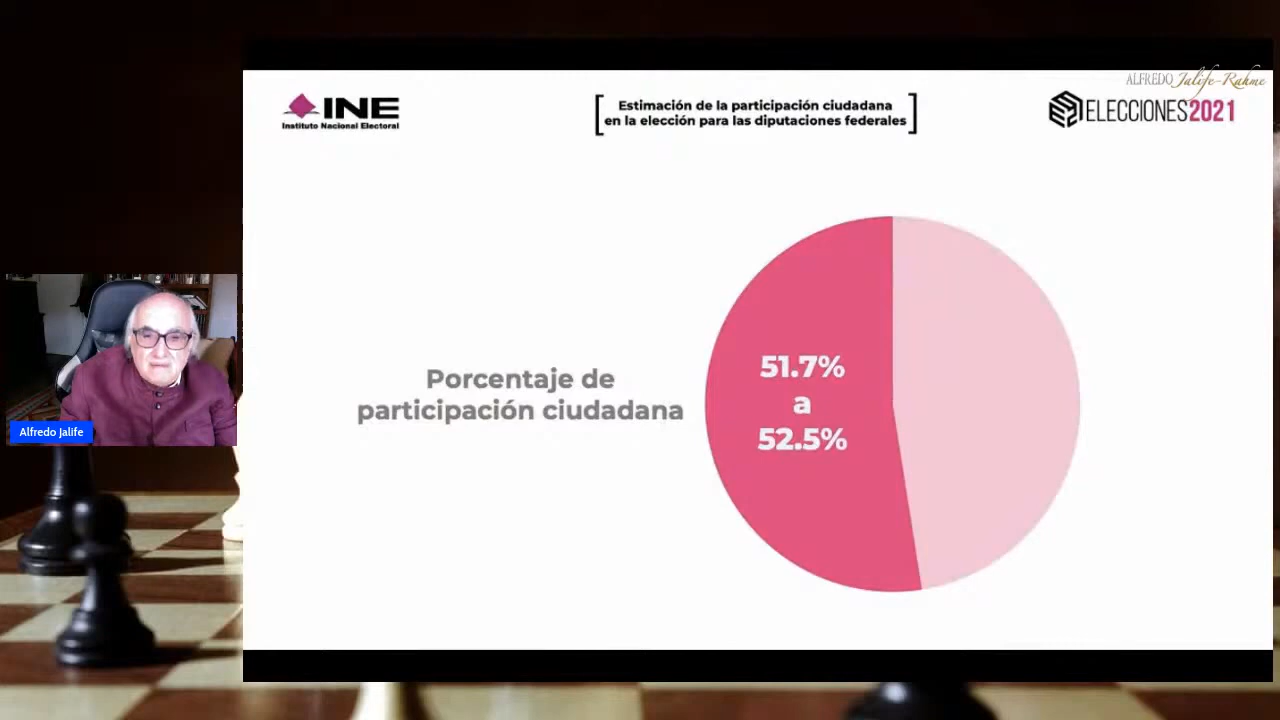 ALFREDO Jalife-Rahme
INE
Instituto Nacional Electoral
Estimación de la participación ciudadana
en la elección para las diputaciones federales
ELECCIONES2021
Porcentaje de
participación ciudadana
51.7%
a
52.5%
Alfredo Jalife